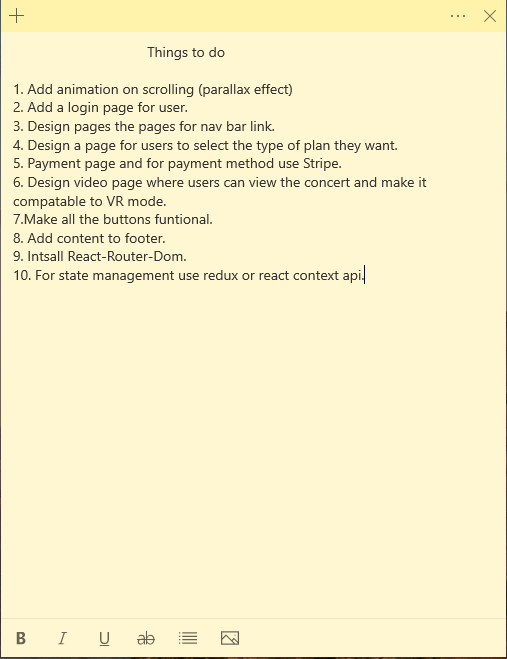 Things to do
1. Add animation on scrolling (parallax effect)
2. Add a login page for user.
3. Design pages the pages for nav bar link.
4. Design a page for users to select the type of plan they want.
5. Payment page and for payment method use Stripe.
6. Design video page where users can view the concert and make it
compatable to VR mode.
7.Make all the buttons funtional.
8. Add content to footer.
9. Intsall React-Router-Dom.
10. For state management use redux or react context api.
B I U ab